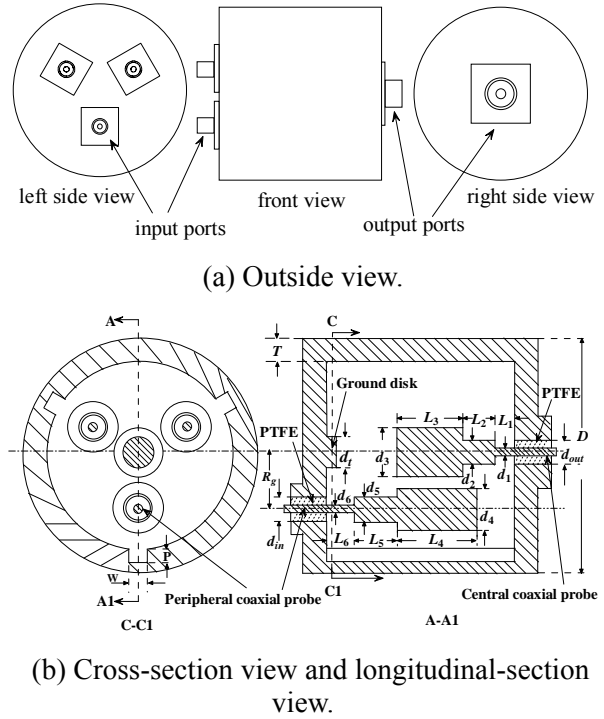 left side view
input ports
front view
output ports
right side view
(a) Outside view.
A
C
T
Ground disk
PTFE
PTFE
L3
L2
L1
D
d3
dt
d2
d1
dout
Rg
d6
d5
d4
din
L6
L5
L4
P
W
A1
Peripheral coaxial probe
C1
Central coaxial probe
C-C1
A-A1
(b) Cross-section view and longitudinal-section
view.